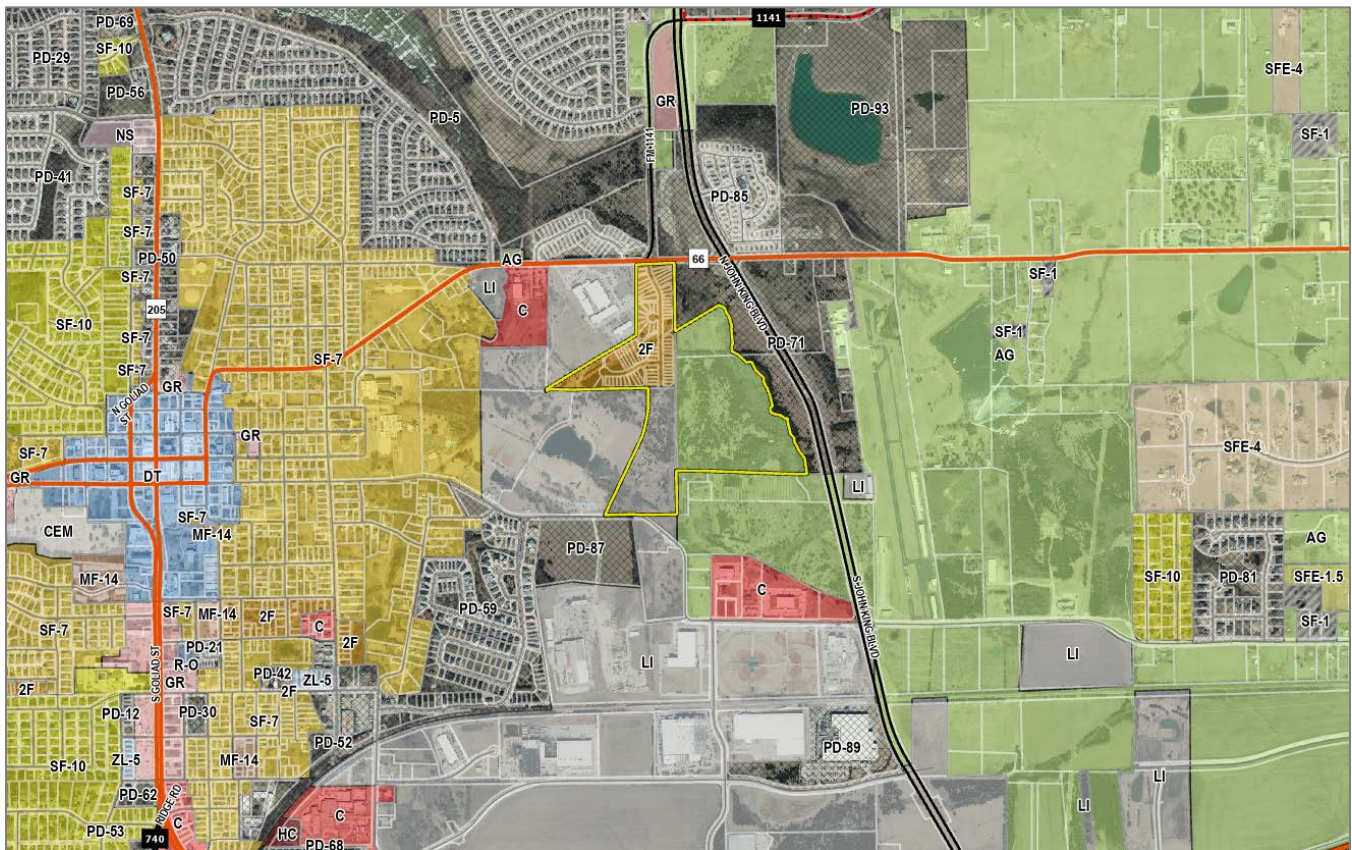 PD-69
SF-10
PD-29
PD-56
NS
PD-41
SF-7
SF-7
PD-50
SF-7
205
SF-10
SF-7
SF-7
GR
N GOLIAD ST
SF-7
GR
DT
CEM
SF-7
MF-14
MF-14
SF-7
GR
SF-7
1141
GR
FM-1141
PD-5
PD-93
PD-85
AG
66
LI
C
2F
N JOHN KING BLVD
PD-71
SFE-4
SF-1
SF-1
SF-1
AG
SFE-4
LI
PD-87
PD-59
C
S JOHN KING BLVD
SF-10
PD-81
AG
SFE-1.5
SF-1
LI
LI
SF-7
MF-14
2F
C
2F
PD-21
R-O
GR
PD-42
2F
ZL-5
2F
S GOLIAD ST
PD-12
PD-30
SF-7
ZL-5
MF-14
PD-52
SF-10
PD-62
PD-53
RIDGE RD
740
C
HC
C
PD-68
PD-89
LI
LI